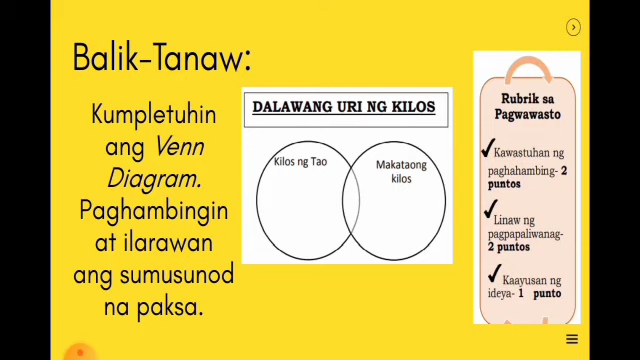 Balik-Tanaw:
Kumpletuhin
ang Venn
Diagram.
Paghambingin
at ilarawan
ang sumusunod
na paksa.
DALAWANG URI NG KILOS
Kilos ng Tao
Makataong
kilos
Rubrik sa
Pagwawasto
Kawastuhan ng
paghahambing- 2
puntos
Linaw ng
pagpapaliwanag-
2 puntos
Kaayusan ng
ideya- 1 punto